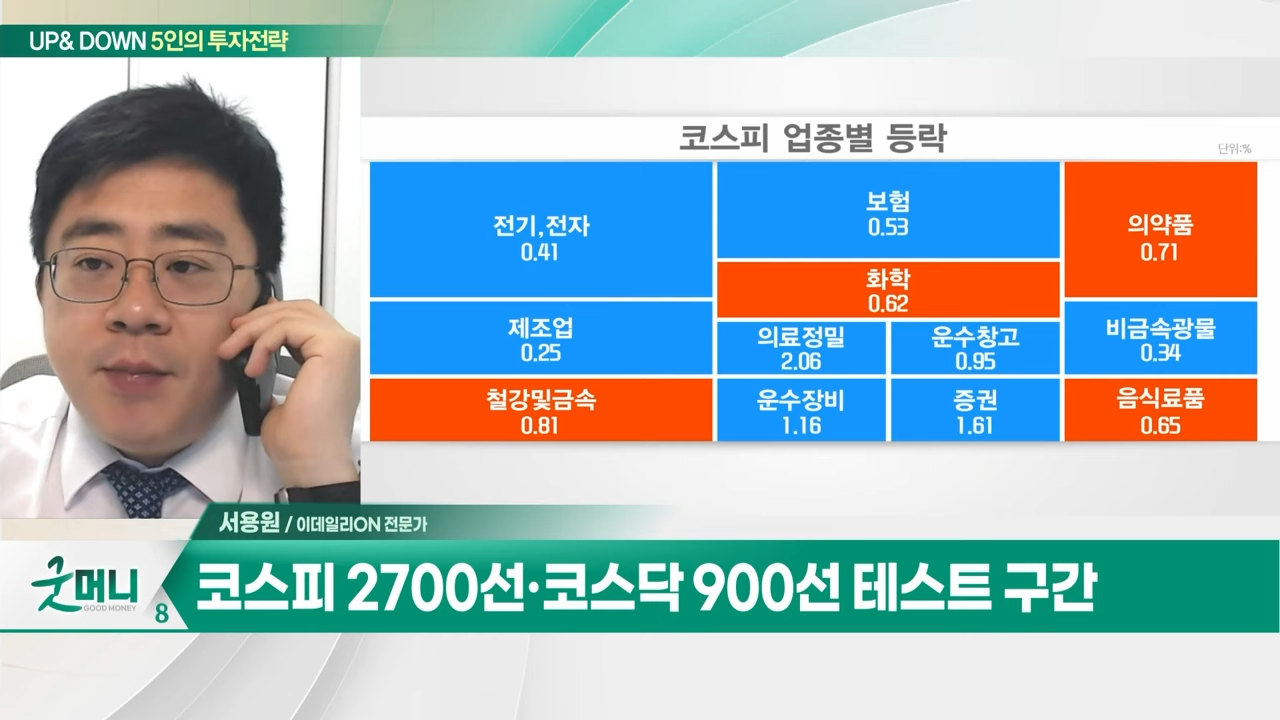 UP& DOWN 5인의 투자전략
코스피 업종별 등락
단위:%
전기,전자
0.41
보험
0.53
의약품
0.71
화학
0.62
제조업
0.25
의료정밀
2.06
운수창고
0.95
비금속광물
0.34
철강및금속
0.81
운수장비
1.16
증권
1.61
음식료품
0.65
서용원 / 이데일리ON 전문가
굿머니
GOOD MONEY
8
코스피 2700선·코스닥 900선 테스트 구간